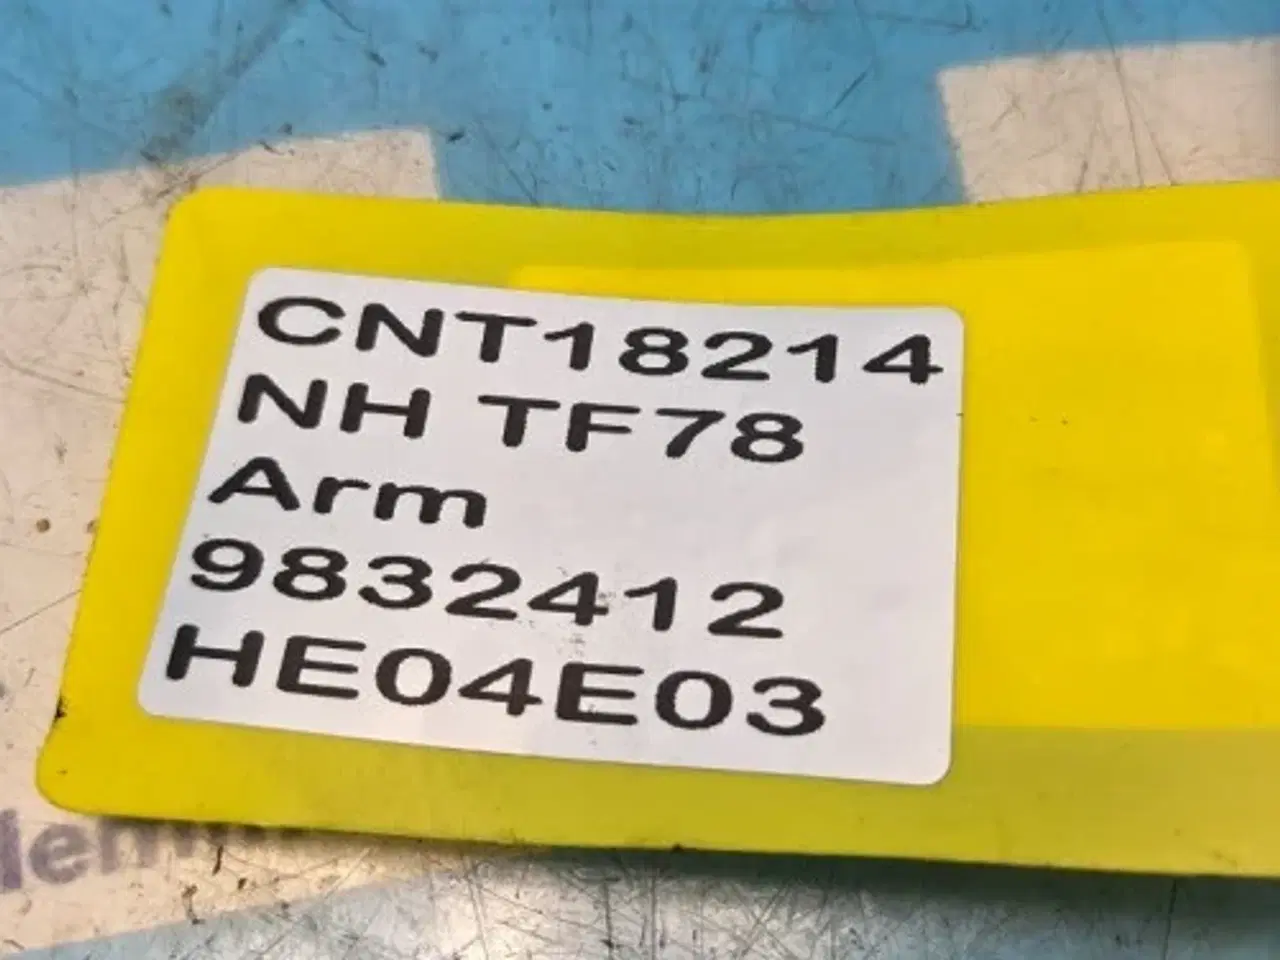 CNT18214
NH TF78
Arm
9832412
HE04E03